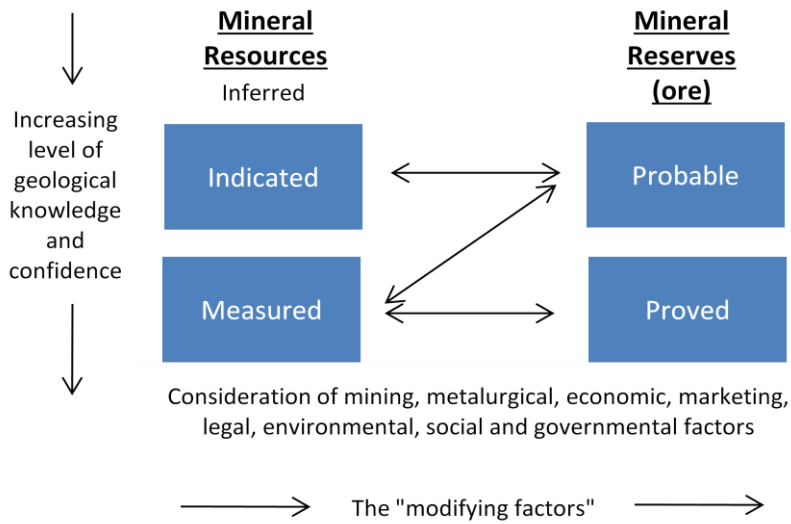 Mineral
Resources
Inferred
Mineral
Reserves
(ore)
Increasing
level of
geological
knowledge
and
confidence
Indicated
Probable
Measured
Proved
Consideration of mining, metalurgical, economic, marketing,
legal, environmental, social and governmental factors
The "modifying factors"